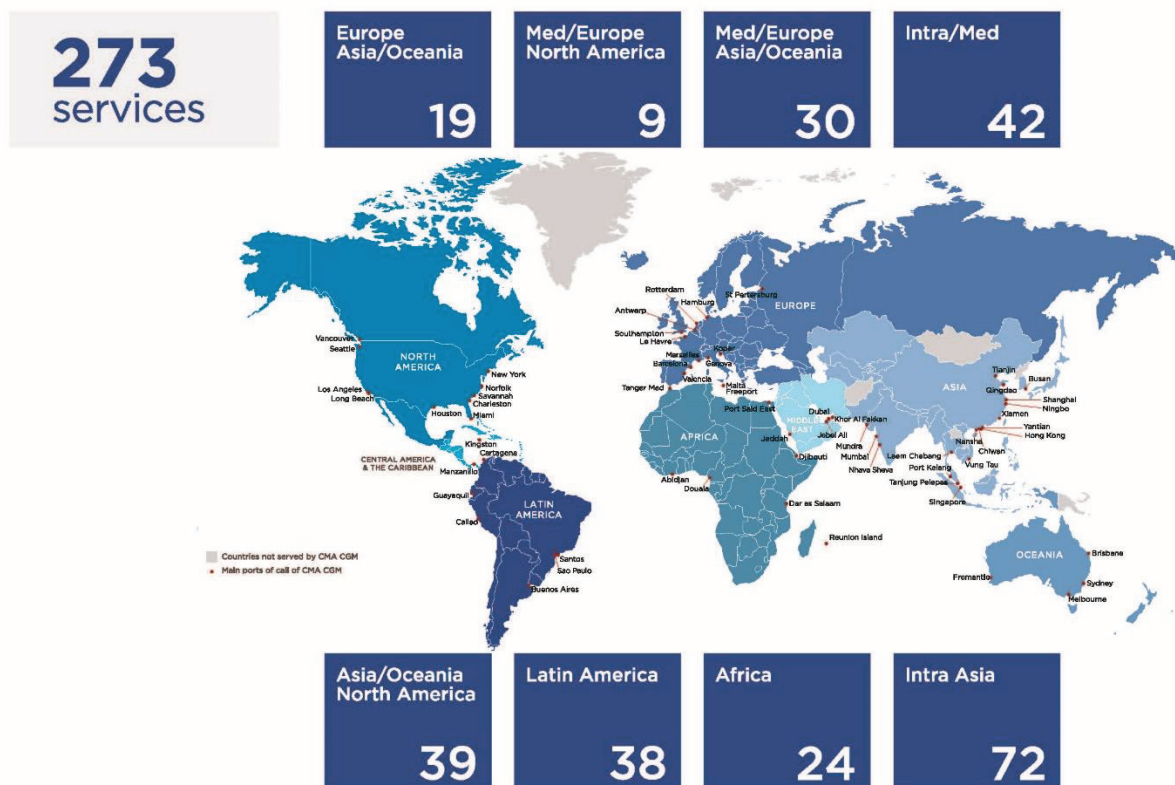 273
services
Europe
Asia/Oceania
19
Med/Europe
North America
9
Med/Europe
Asia/Oceania
30
Intra/Med
42
Rotterdam
Hamburg
St Pertersburg
EUROPE
Antwerp
Southampton
Le Havre
Vancouver
Seattle
NORTH
AMERICA
New York
Norfolk
Savannah
Charleston
Los Angeles
Long Beach
Houston
Miami
Marseilles
Koper
Barcelona
Genova
Valencia
Tanger Med
Malta
Freeport
Port Said East
ASIA
Tianjin
Busan
Qingdao
Shanghai
Ningbo
Xiamen
Yantian
Hong Kong
Nansha
Chiwan
Dubai
Khor Al Fakkan
MIDDLE
EAST
Jebel Ali
Jeddah
Mundra
Mumbai
Nhava Sheva
Djibouti
AFRICA
Laem Chabang
Vung Tau
Port Kelang
Tanjung Pelepas
Singapore
Kingston
Cartagena
CENTRAL AMERICA
& THE CARIBBEAN
Manzanillo
Guayaquil
LATIN
AMERICA
Callao
Abidjan
Douala
Dar es Salaam
Reunion Island
OCEANIA
Brisbane
Fremantle
Sydney
Melbourne
Santos
Sao Paulo
Buenos Aires
Countries not served by CMA CGM
Main ports of call of CMA CGM
Asia/Oceania
North America
39
Latin America
38
Africa
24
Intra Asia
72